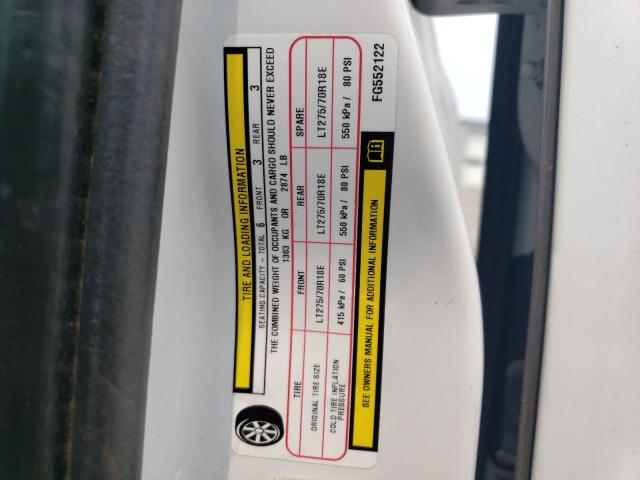 TIRE AND LOADING INFORMATION
SEATING CAPACITY - TOTAL 6 FRONT 3 REAR 3
THE COMBINED WEIGHT OF OCCUPANTS AND CARGO SHOULD NEVER EXCEED
1303 KG OR 2874 LB
TIRE FRONT REAR SPARE
ORIGINAL TIRE SIZE LT275/70R18E LT275/70R18E LT275/70R18E
COLD TIRE INFLATION PRESSURE 415 kPa / 60 PSI 550 kPa / 80 PSI 550 kPa / 80 PSI
SEE OWNERS MANUAL FOR ADDITIONAL INFORMATION
FG552122